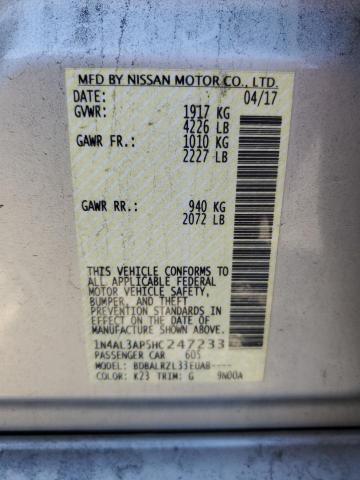 MFD BY NISSAN MOTOR CO., LTD.
DATE: 04/17
GVWR: 1917 KG
4226 LB
GAWR FR.: 1010 KG
2227 LB
GAWR RR.: 940 KG
2072 LB
THIS VEHICLE CONFORMS TO
ALL APPLICABLE FEDERAL
MOTOR VEHICLE SAFETY,
BUMPER, AND THEFT
PREVENTION STANDARDS IN
EFFECT ON THE DATE OF
MANUFACTURE SHOWN ABOVE.
1N4AL3AP5HC247233
PASSENGER CAR 605
MODEL: BDBALRZL33EUAB----
COLOR: K23 TRIM: G 9N00A